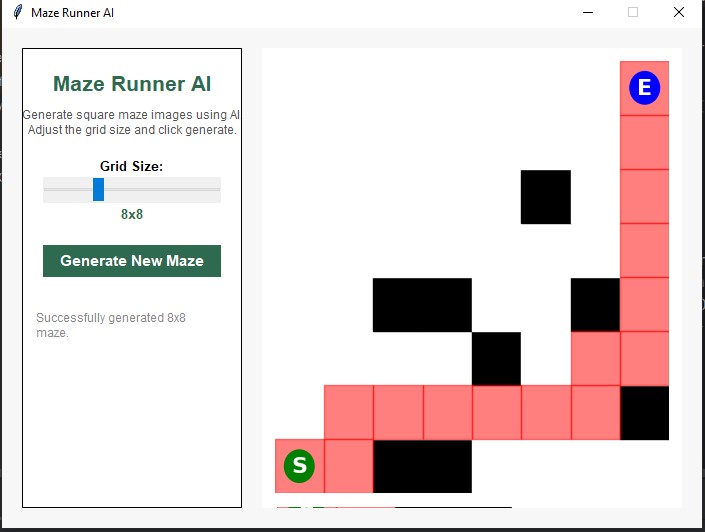 Maze Runner AI
Maze Runner AI
Generate square maze images using AI
Adjust the grid size and click generate.
Grid Size:
8x8
Generate New Maze
Successfully generated 8x8
maze.
E
S